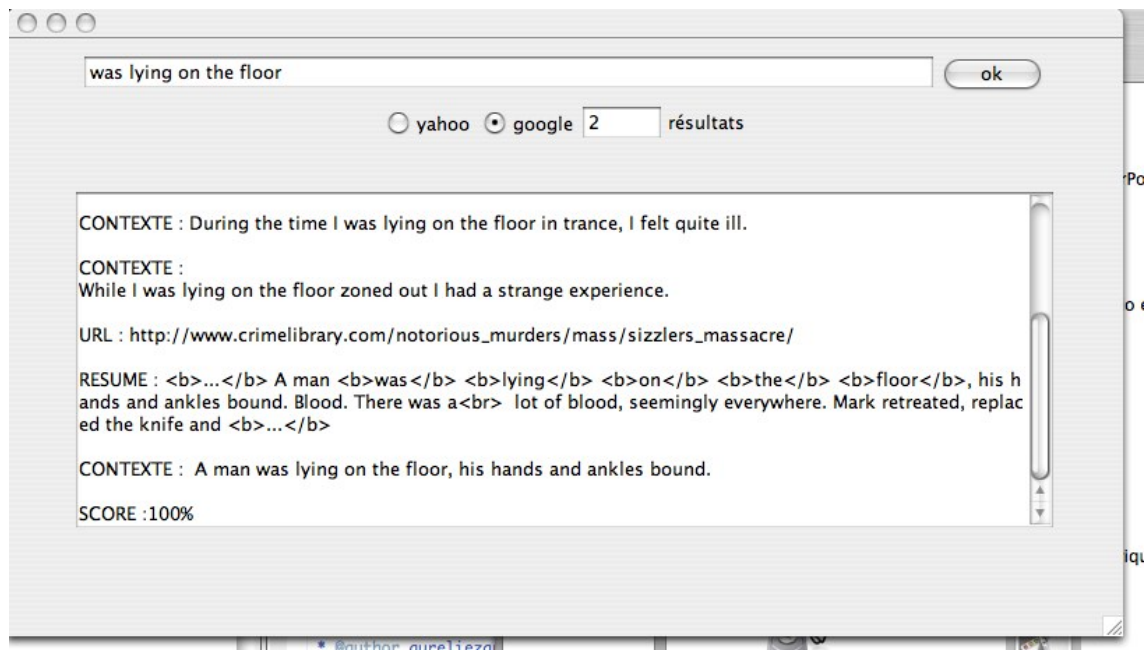 was lying on the floor
ok
yahoo google 2 résultats
CONTEXTE : During the time I was lying on the floor in trance, I felt quite ill.
CONTEXTE :
While I was lying on the floor zoned out I had a strange experience.
URL : http://www.crimelibrary.com/notorious_murders/mass/sizzlers_massacre/
RESUME : <b>...</b> A man <b>was</b> <b>lying</b> <b>on</b> <b>the</b> <b>floor</b>, his h
ands and ankles bound. Blood. There was a<br>  lot of blood, seemingly everywhere. Mark retreated, replac
ed the knife and <b>...</b>
CONTEXTE :  A man was lying on the floor, his hands and ankles bound.
SCORE :100%